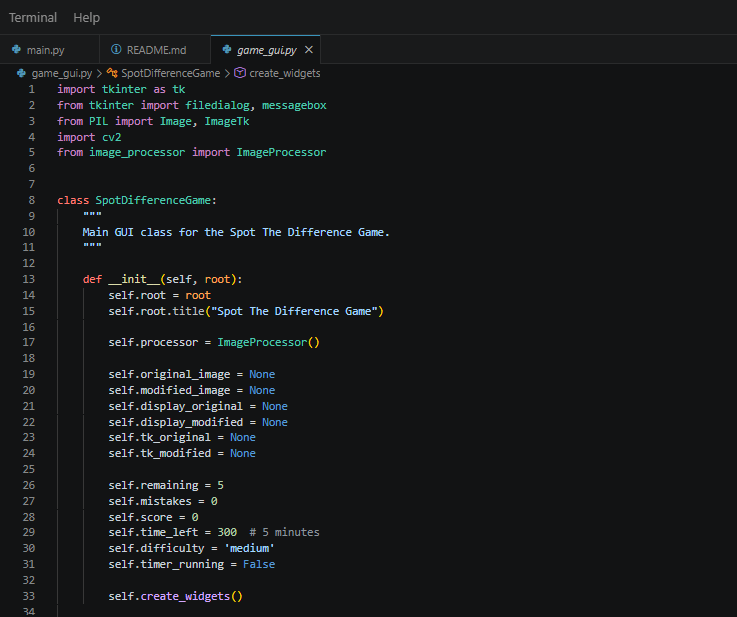 Terminal Help
main.py README.md game_gui.py ×
game_gui.py > SpotDifferenceGame > create_widgets
1 import tkinter as tk
2 from tkinter import filedialog, messagebox
3 from PIL import Image, ImageTk
4 import cv2
5 from image_processor import ImageProcessor
6
7
8 class SpotDifferenceGame:
9 """
10 Main GUI class for the Spot The Difference Game.
11 """
12
13 def __init__(self, root):
14 self.root = root
15 self.root.title("Spot The Difference Game")
16
17 self.processor = ImageProcessor()
18
19 self.original_image = None
20 self.modified_image = None
21 self.display_original = None
22 self.display_modified = None
23 self.tk_original = None
24 self.tk_modified = None
25
26 self.remaining = 5
27 self.mistakes = 0
28 self.score = 0
29 self.time_left = 300 # 5 minutes
30 self.difficulty = 'medium'
31 self.timer_running = False
32
33 self.create_widgets()
34